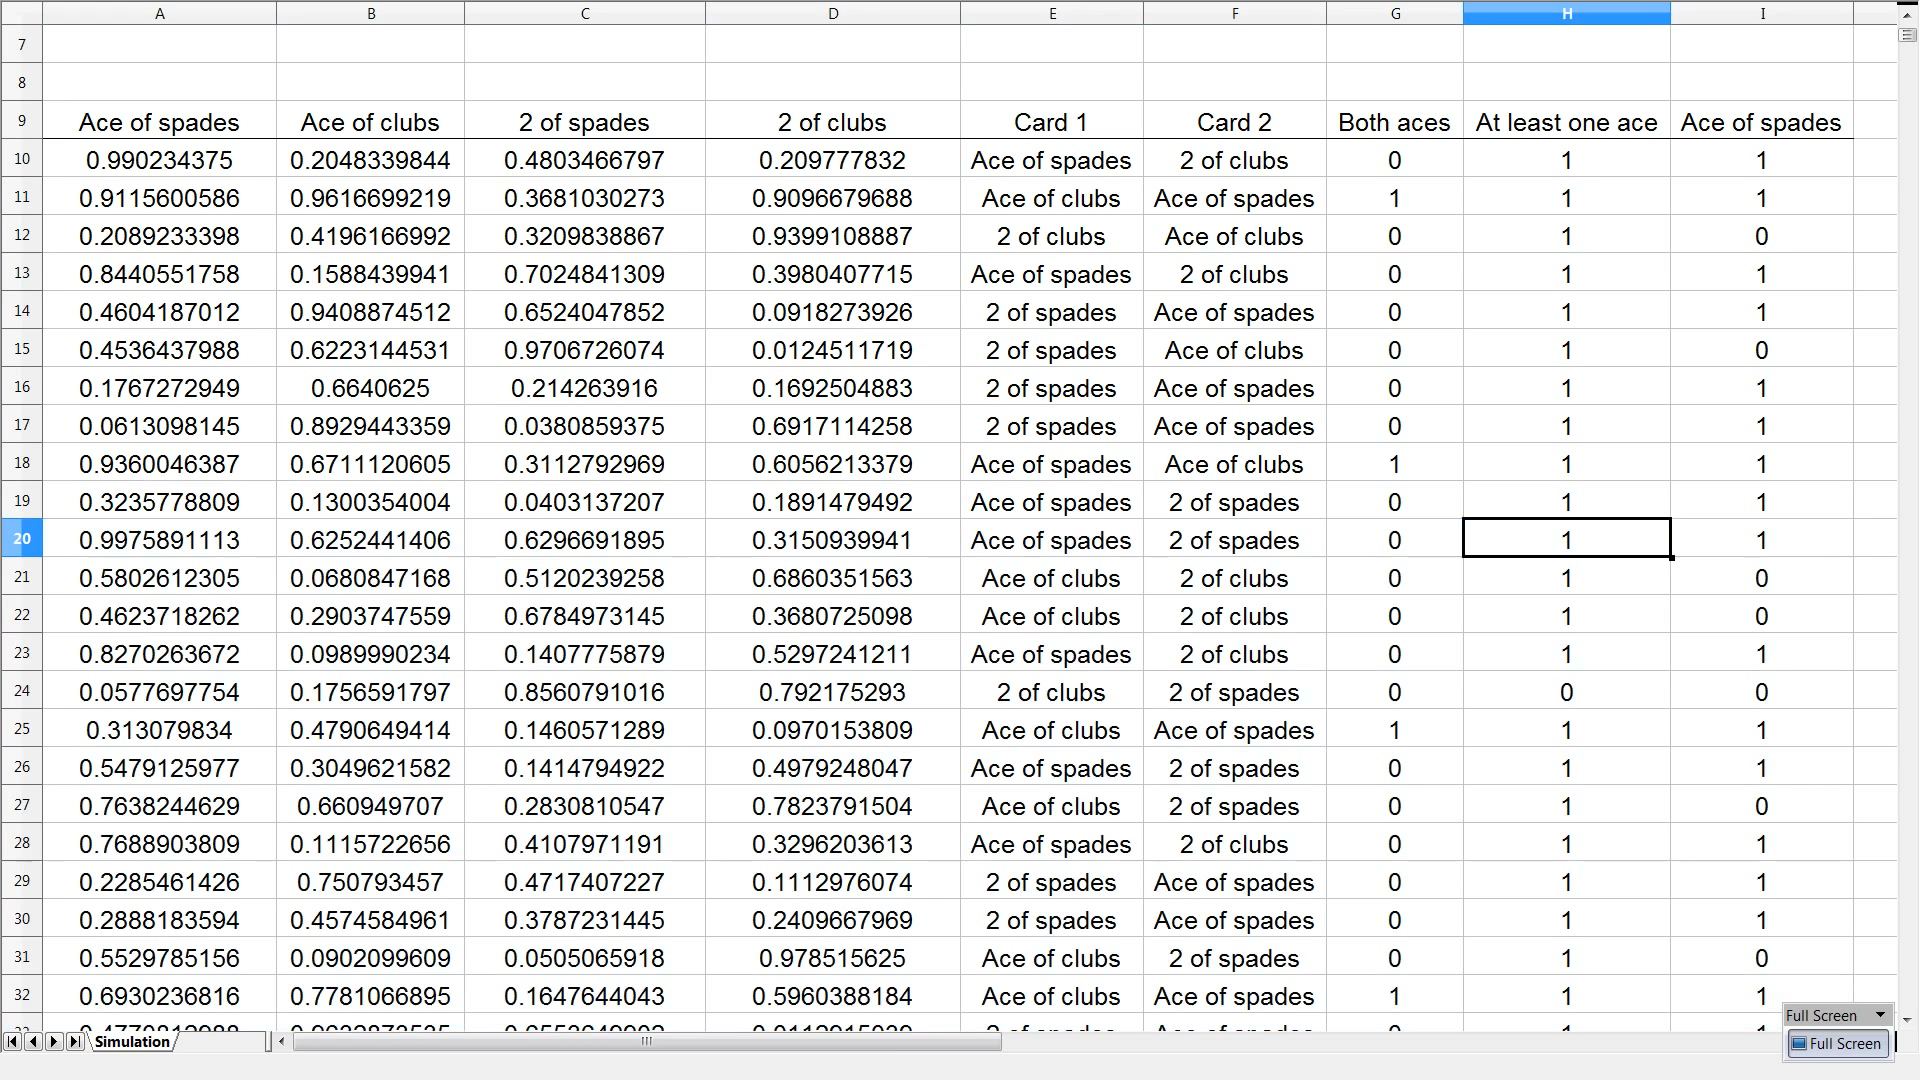 A B C D E F G H I
7
8
9 Ace of spades Ace of clubs 2 of spades 2 of clubs Card 1 Card 2 Both aces At least one ace Ace of spades
10 0.990234375 0.2048339844 0.4803466797 0.209777832 Ace of spades 2 of clubs 0 1 1
11 0.9115600586 0.9616699219 0.3681030273 0.9096679688 Ace of clubs Ace of spades 1 1 1
12 0.2089233398 0.4196166992 0.3209838867 0.9399108887 2 of clubs Ace of clubs 0 1 0
13 0.8440551758 0.1588439941 0.7024841309 0.3980407715 Ace of spades 2 of clubs 0 1 1
14 0.4604187012 0.9408874512 0.6524047852 0.0918273926 2 of spades Ace of spades 0 1 1
15 0.4536437988 0.6223144531 0.9706726074 0.0124511719 2 of spades Ace of clubs 0 1 0
16 0.1767272949 0.6640625 0.214263916 0.1692504883 2 of spades Ace of spades 0 1 1
17 0.0613098145 0.8929443359 0.0380859375 0.6917114258 2 of spades Ace of spades 0 1 1
18 0.9360046387 0.6711120605 0.3112792969 0.6056213379 Ace of spades Ace of clubs 1 1 1
19 0.3235778809 0.1300354004 0.0403137207 0.1891479492 Ace of spades 2 of spades 0 1 1
20 0.9975891113 0.6252441406 0.6296691895 0.3150939941 Ace of spades 2 of spades 0 1 1
21 0.5802612305 0.0680847168 0.5120239258 0.6860351563 Ace of clubs 2 of clubs 0 1 0
22 0.4623718262 0.2903747559 0.6784973145 0.3680725098 Ace of clubs 2 of clubs 0 1 0
23 0.8270263672 0.0989990234 0.1407775879 0.5297241211 Ace of spades 2 of clubs 0 1 1
24 0.0577697754 0.1756591797 0.8560791016 0.792175293 2 of clubs 2 of spades 0 0 0
25 0.313079834 0.4790649414 0.1460571289 0.0970153809 Ace of clubs Ace of spades 1 1 1
26 0.5479125977 0.3049621582 0.1414794922 0.4979248047 Ace of spades 2 of spades 0 1 1
27 0.7638244629 0.660949707 0.2830810547 0.7823791504 Ace of clubs 2 of spades 0 1 0
28 0.7688903809 0.1115722656 0.4107971191 0.3296203613 Ace of spades 2 of clubs 0 1 1
29 0.2285461426 0.750793457 0.4717407227 0.1112976074 2 of spades Ace of spades 0 1 1
30 0.2888183594 0.4574584961 0.3787231445 0.2409667969 2 of spades Ace of spades 0 1 1
31 0.5529785156 0.0902099609 0.0505065918 0.978515625 Ace of clubs 2 of spades 0 1 0
32 0.6930236816 0.7781066895 0.1647644043 0.5960388184 Ace of clubs Ace of spades 1 1 1
Full Screen
Simulation
Full Screen